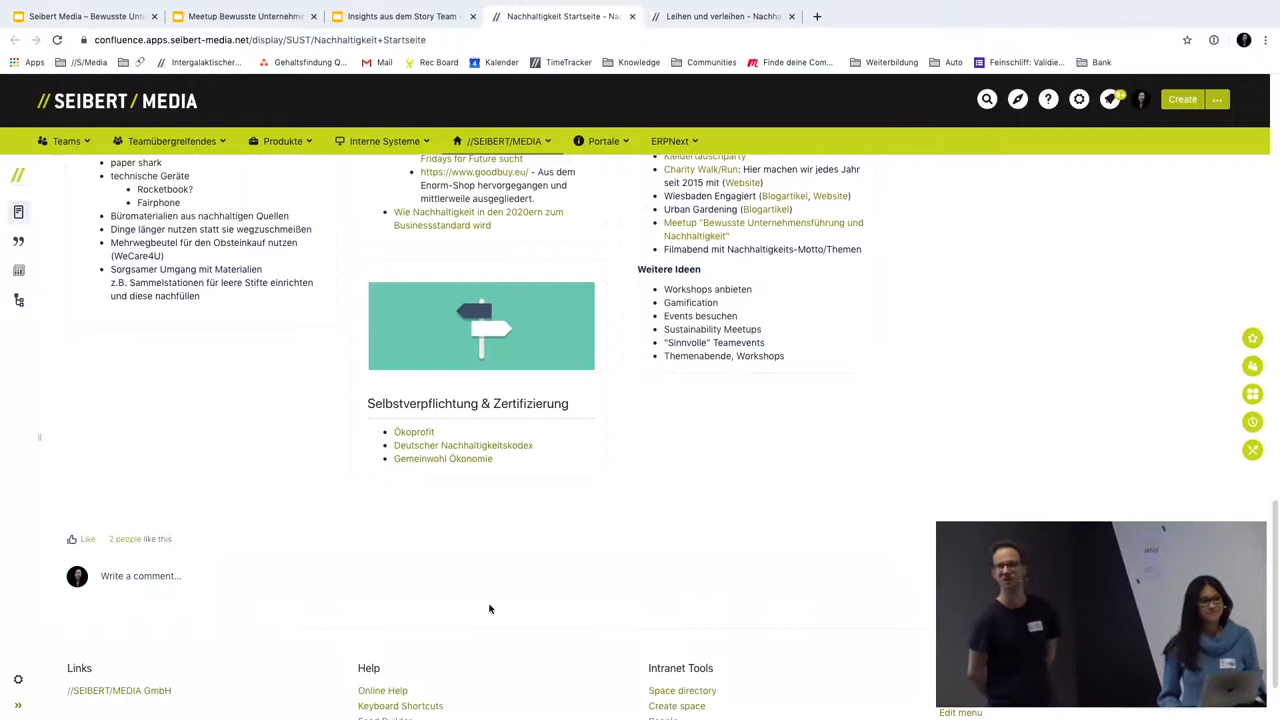 Seibert Media – Bewusste Unte
Meetup Bewusste Unternehme
Insights aus dem Story Team -
Nachhaltigkeit Startseite - Nac
Leihen und verleihen - Nachha
confluence.apps.seibert-media.net/display/SUST/Nachhaltigkeit+Startseite
Apps
//S/Media
Intergalaktischer...
Gehaltsfindung Q...
Mail
Rec Board
Kalender
TimeTracker
Knowledge
Communities
Finde deine Com...
Weiterbildung
Auto
Feinschliff: Validie...
Bank
// SEIBERT / MEDIA
9+
Create
...
Teams
Teamübergreifendes
Produkte
Interne Systeme
//SEIBERT/MEDIA
Portale
ERPNext
paper shark
technische Geräte
Rocketbook?
Fairphone
Büromaterialien aus nachhaltigen Quellen
Dinge länger nutzen statt sie wegzuschmeißen
Mehrwegbeutel für den Obsteinkauf nutzen
(WeCare4U)
Sorgsamer Umgang mit Materialien
z.B. Sammelstationen für leere Stifte einrichten
und diese nachfüllen
Fridays for Future sucht
https://www.goodbuy.eu/ - Aus dem
Enorm-Shop hervorgegangen und
mittlerweile ausgegliedert.
Wie Nachhaltigkeit in den 2020ern zum
Businessstandard wird
Selbstverpflichtung & Zertifizierung
Ökoprofit
Deutscher Nachhaltigkeitskodex
Gemeinwohl Ökonomie
Kleidertauschparty
Charity Walk/Run: Hier machen wir jedes Jahr
seit 2015 mit (Website)
Wiesbaden Engagiert (Blogartikel, Website)
Urban Gardening (Blogartikel)
Meetup "Bewusste Unternehmensführung und
Nachhaltigkeit"
Filmabend mit Nachhaltigkeits-Motto/Themen
Weitere Ideen
Workshops anbieten
Gamification
Events besuchen
Sustainability Meetups
"Sinnvolle" Teamevents
Themenabende, Workshops
Like
2 people like this
Write a comment...
Links
//SEIBERT/MEDIA GmbH
Help
Online Help
Keyboard Shortcuts
Feed Builder
Intranet Tools
Space directory
Create space
People
Edit menu